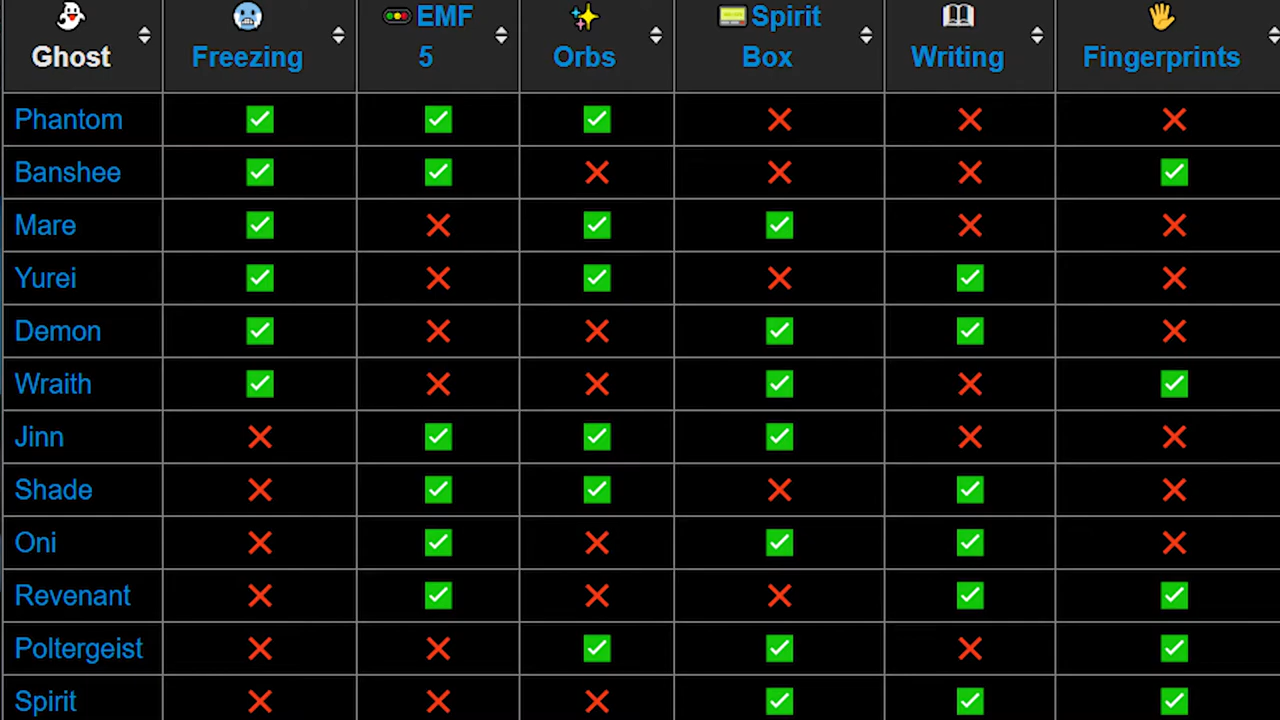 Ghost
Freezing
EMF
5
Orbs
Spirit
Box
Writing
Fingerprints
Phantom
Banshee
Mare
Yurei
Demon
Wraith
Jinn
Shade
Oni
Revenant
Poltergeist
Spirit